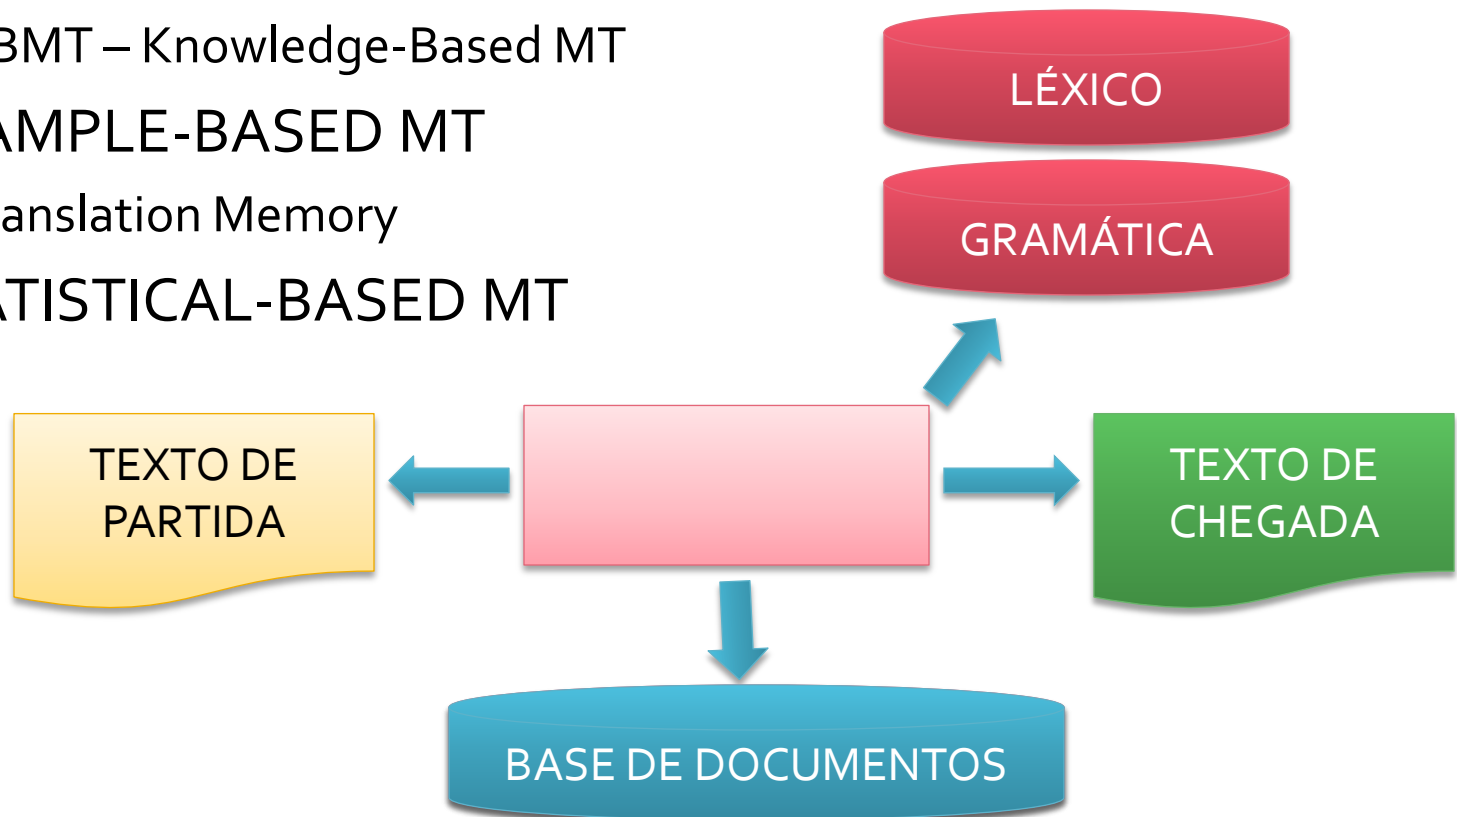 BMT – Knowledge-Based MT
AMPLE-BASED MT
anslation Memory
ATISTICAL-BASED MT
LÉXICO
GRAMÁTICA
TEXTO DE
PARTIDA
TEXTO DE
CHEGADA
BASE DE DOCUMENTOS